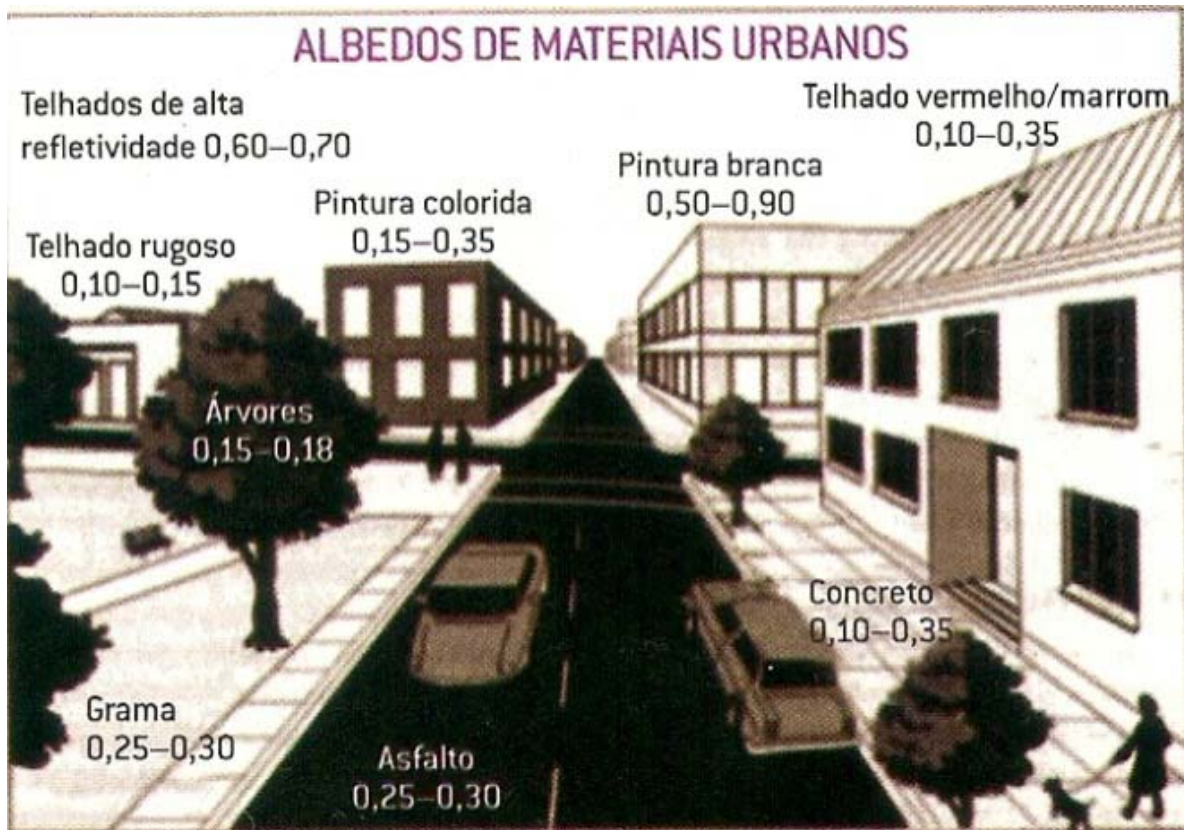 ALBEDOS DE MATERIAIS URBANOS
Telhados de alta
refletividade 0,60–0,70
Telhado vermelho/marrom
0,10–0,35
Pintura branca
0,50–0,90
Pintura colorida
0,15–0,35
Telhado rugoso
0,10–0,15
Árvores
0,15–0,18
Concreto
0,10–0,35
Grama
0,25–0,30
Asfalto
0,25–0,30